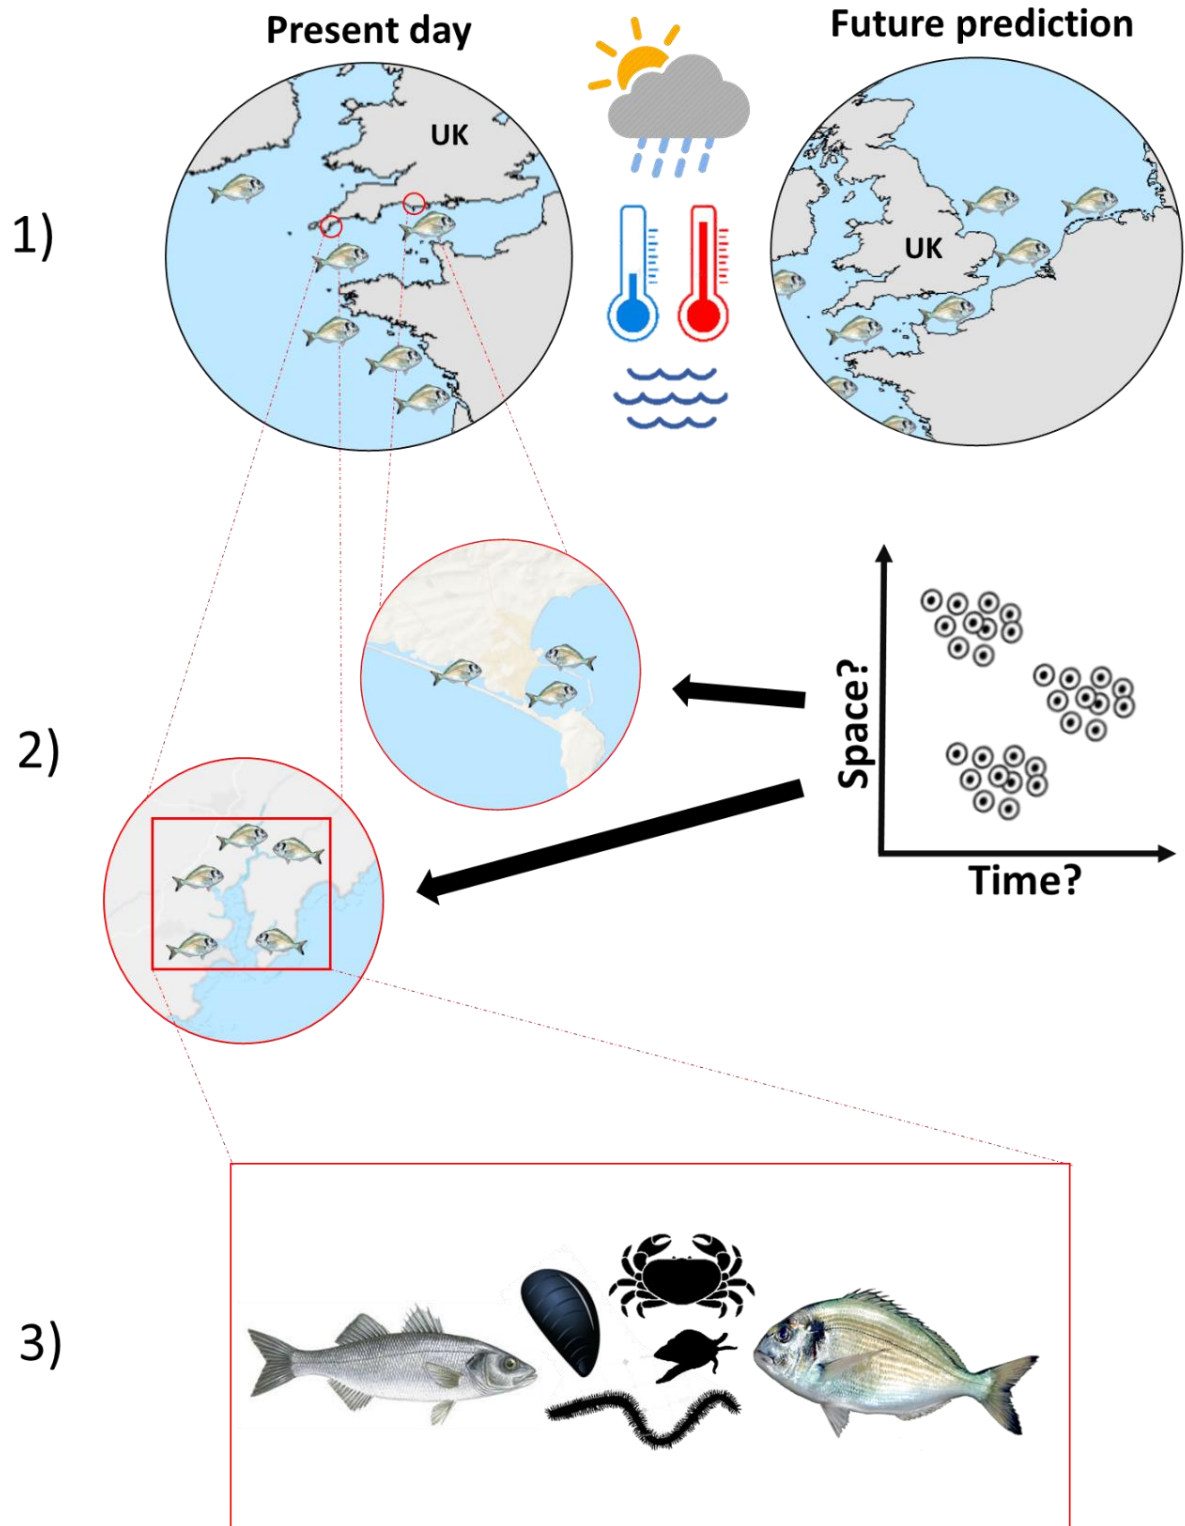 Present day
Future prediction
1)
UK
UK
2)
Space?
Time?
3)